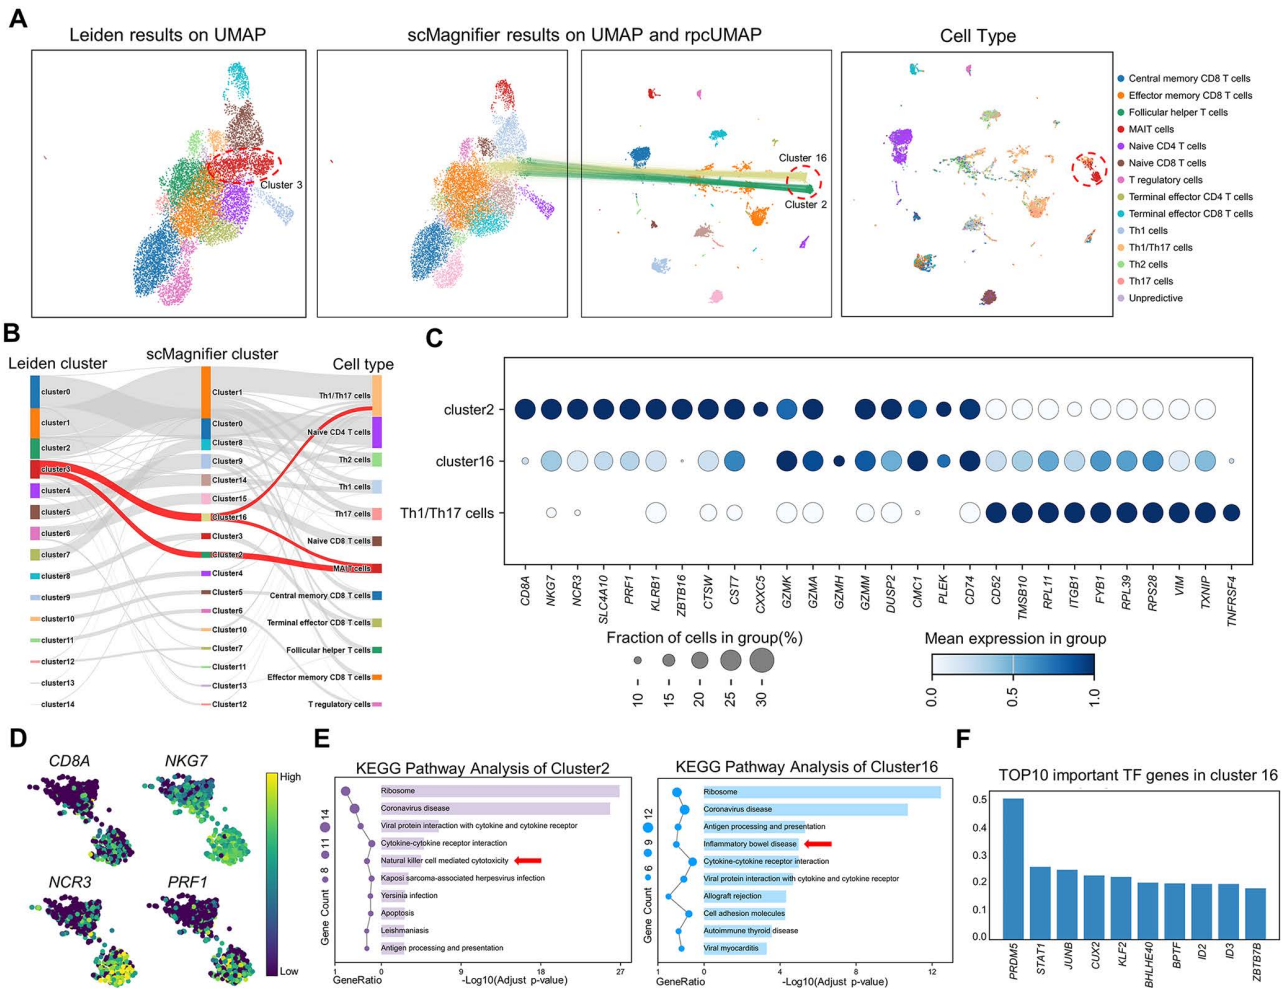 A
Leiden results on UMAP
scMagnifier results on UMAP and rpcUMAP
Cell Type
Cluster 3
Cluster 16
Cluster 2
Central memory CD8 T cells
Effector memory CD8 T cells
Follicular helper T cells
MAIT cells
Naive CD4 T cells
Naive CD8 T cells
T regulatory cells
Terminal effector CD4 T cells
Terminal effector CD8 T cells
Th1 cells
Th1/Th17 cells
Th2 cells
Th17 cells
Unpredictive
B
Leiden cluster
scMagnifier cluster
Cell type
cluster0
cluster1
cluster2
cluster3
cluster4
cluster5
cluster6
cluster7
cluster8
cluster9
cluster10
cluster11
cluster12
cluster13
cluster14
Cluster1
Cluster0
Cluster8
Cluster9
Cluster14
Cluster15
Cluster16
Cluster3
Cluster2
Cluster4
Cluster5
Cluster6
Cluster10
Cluster7
Cluster11
Cluster13
Cluster12
Th1/Th17 cells
Naive CD4 T cells
Th2 cells
Th1 cells
Th17 cells
Naive CD8 T cells
MAIT cells
Central memory CD8 T cells
Terminal effector CD8 T cells
Follicular helper T cells
Effector memory CD8 T cells
T regulatory cells
C
cluster2
cluster16
Th1/Th17 cells
CD8A
NKG7
NCR3
SLC4A10
PRF1
KLRB1
ZBTB16
CTSW
CST7
CXXC5
GZMK
GZMA
GZMH
GZMM
DUSP2
CMC1
PLEK
CD74
CD52
TMSB10
RPL11
ITGB1
FYB1
RPL39
RPS28
VIM
TXNIP
TNFRSF4
Fraction of cells in group(%)
10
15
20
25
30
Mean expression in group
0.0
0.5
1.0
D
CD8A
NKG7
NCR3
PRF1
High
Low
E
KEGG Pathway Analysis of Cluster2
Ribosome
Coronavirus disease
Viral protein interaction with cytokine and cytokine receptor
Cytokine-cytokine receptor interaction
Natural killer cell mediated cytotoxicity
Kaposi sarcoma-associated herpesvirus infection
Yersinia infection
Apoptosis
Leishmaniasis
Antigen processing and presentation
Gene Count
8
11
14
1
0
9
18
27
GeneRatio
-Log10(Adjust p-value)
KEGG Pathway Analysis of Cluster16
Ribosome
Coronavirus disease
Antigen processing and presentation
Inflammatory bowel disease
Cytokine-cytokine receptor interaction
Viral protein interaction with cytokine and cytokine receptor
Allograft rejection
Cell adhesion molecules
Autoimmune thyroid disease
Viral myocarditis
Gene Count
6
9
12
1
0
4
8
12
GeneRatio
-Log10(Adjust p-value)
F
TOP10 important TF genes in cluster 16
0.5
0.4
0.3
0.2
0.1
0.0
PRDM5
STAT1
JUNB
CUX2
KLF2
BHLHE40
BPTF
ID2
ID3
ZBTB7B